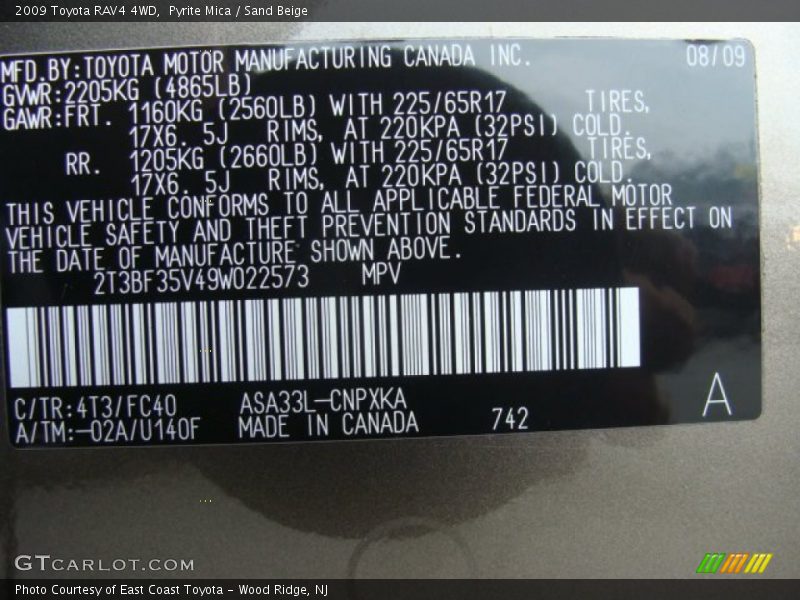 2009 Toyota RAV4 4WD,  Pyrite Mica / Sand Beige
MFD.BY:TOYOTA MOTOR MANUFACTURING CANADA INC. 08/09
GVWR:2205KG (4865LB)
GAWR:FRT. 1160KG (2560LB) WITH 225/65R17 TIRES,
17X6. 5J RIMS, AT 220KPA (32PSI) COLD.
RR. 1205KG (2660LB) WITH 225/65R17 TIRES,
17X6. 5J RIMS, AT 220KPA (32PSI) COLD.
THIS VEHICLE CONFORMS TO ALL APPLICABLE FEDERAL MOTOR
VEHICLE SAFETY AND THEFT PREVENTION STANDARDS IN EFFECT ON
THE DATE OF MANUFACTURE SHOWN ABOVE.
2T3BF35V49W022573 MPV
C/TR:4T3/FC40 ASA33L-CNPXKA
A/TM:-02A/U140F MADE IN CANADA 742 A
GTCARLOT.COM
Photo Courtesy of East Coast Toyota – Wood Ridge, NJ